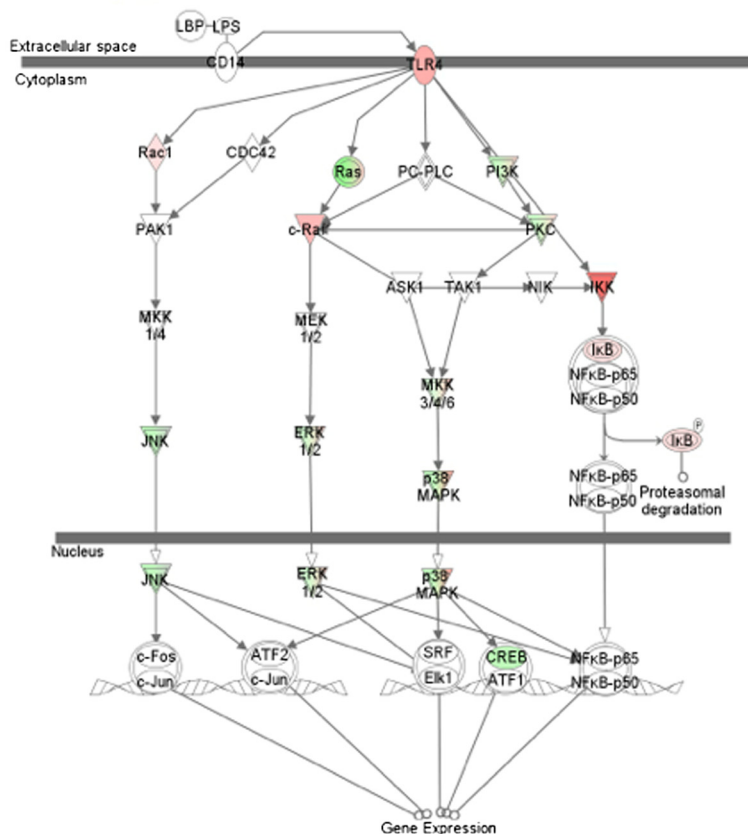 LBP LPS
Extracellular space
CD14
TLR4
Cytoplasm
Rac1
CDC42
Ras
PC-PLC
PI3K
PAK1
c-Raf
PKC
ASK1
TAK1
NIK
IKK
MKK
1/4
MEK
1/2
IκB
NFκB-p65
NFκB-p50
MKK
3/4/6
JNK
ERK
1/2
P
IκB
p38
MAPK
NFκB-p65
NFκB-p50
Proteasomal
degradation
Nucleus
JNK
ERK
1/2
p38
MAPK
c-Fos
c-Jun
ATF2
c-Jun
SRF
Elk1
CREB
ATF1
NFκB-p65
NFκB-p50
Gene Expression